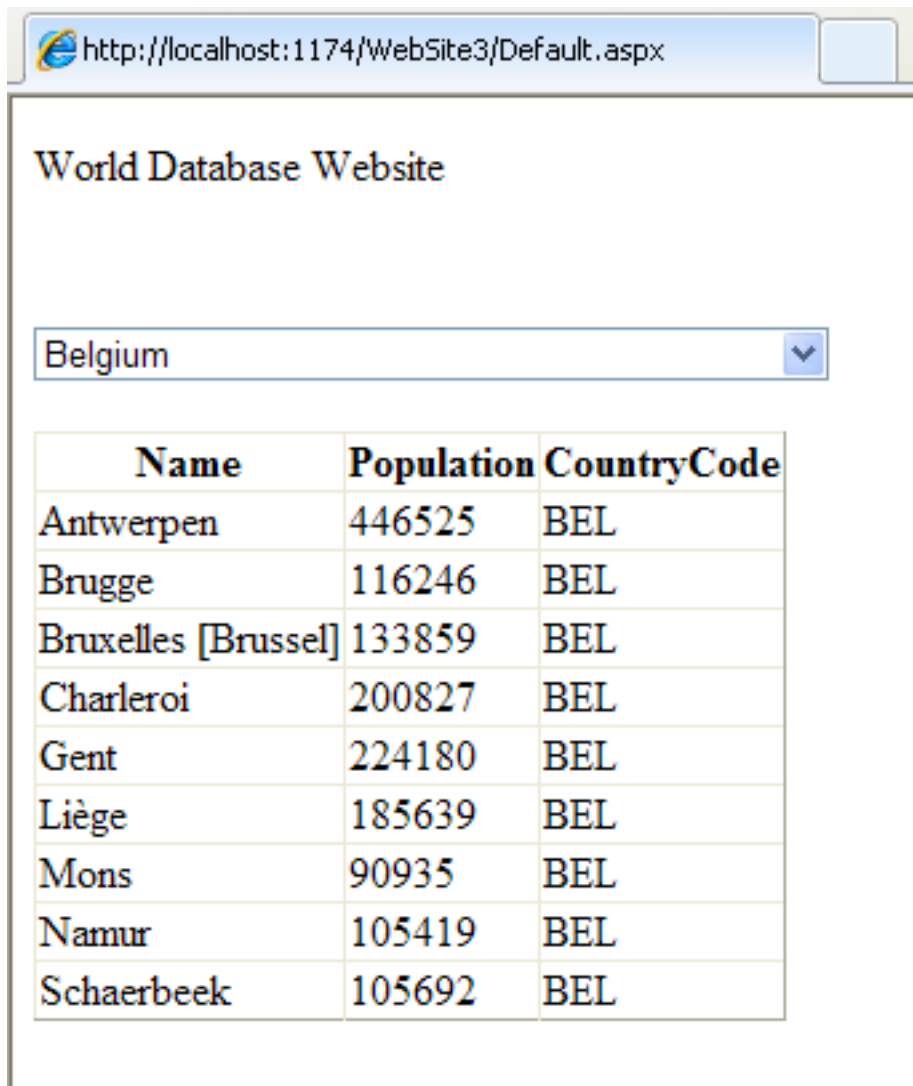 http://localhost:1174/WebSite3/Default.aspx
World Database Website
Belgium
Name Population CountryCode
Antwerpen 446525 BEL
Brugge 116246 BEL
Bruxelles [Brussel] 133859 BEL
Charleroi 200827 BEL
Gent 224180 BEL
Liège 185639 BEL
Mons 90935 BEL
Namur 105419 BEL
Schaerbeek 105692 BEL